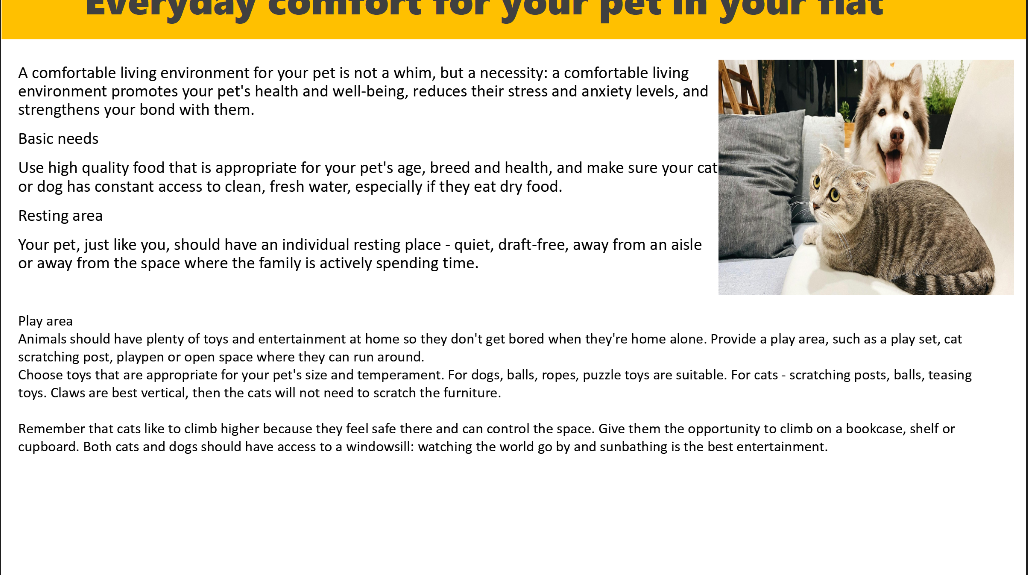 Everyday comfort for your pet in your flat
A comfortable living environment for your pet is not a whim, but a necessity: a comfortable living
environment promotes your pet's health and well-being, reduces their stress and anxiety levels, and
strengthens your bond with them.
Basic needs
Use high quality food that is appropriate for your pet's age, breed and health, and make sure your cat
or dog has constant access to clean, fresh water, especially if they eat dry food.
Resting area
Your pet, just like you, should have an individual resting place - quiet, draft-free, away from an aisle
or away from the space where the family is actively spending time.
Play area
Animals should have plenty of toys and entertainment at home so they don't get bored when they're home alone. Provide a play area, such as a play set, cat
scratching post, playpen or open space where they can run around.
Choose toys that are appropriate for your pet's size and temperament. For dogs, balls, ropes, puzzle toys are suitable. For cats - scratching posts, balls, teasing
toys. Claws are best vertical, then the cats will not need to scratch the furniture.
Remember that cats like to climb higher because they feel safe there and can control the space. Give them the opportunity to climb on a bookcase, shelf or
cupboard. Both cats and dogs should have access to a windowsill: watching the world go by and sunbathing is the best entertainment.